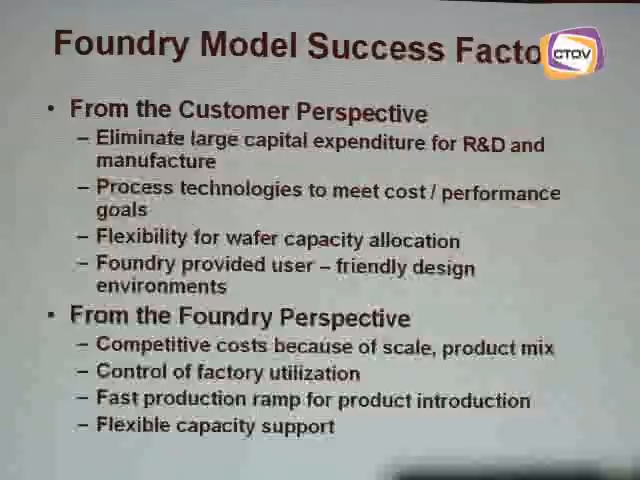 Foundry Model Success Facto
CTOV
• From the Customer Perspective
– Eliminate large capital expenditure for R&D and
manufacture
– Process technologies to meet cost / performance
goals
– Flexibility for wafer capacity allocation
– Foundry provided user – friendly design
environments
• From the Foundry Perspective
– Competitive costs because of scale, product mix
– Control of factory utilization
– Fast production ramp for product introduction
– Flexible capacity support